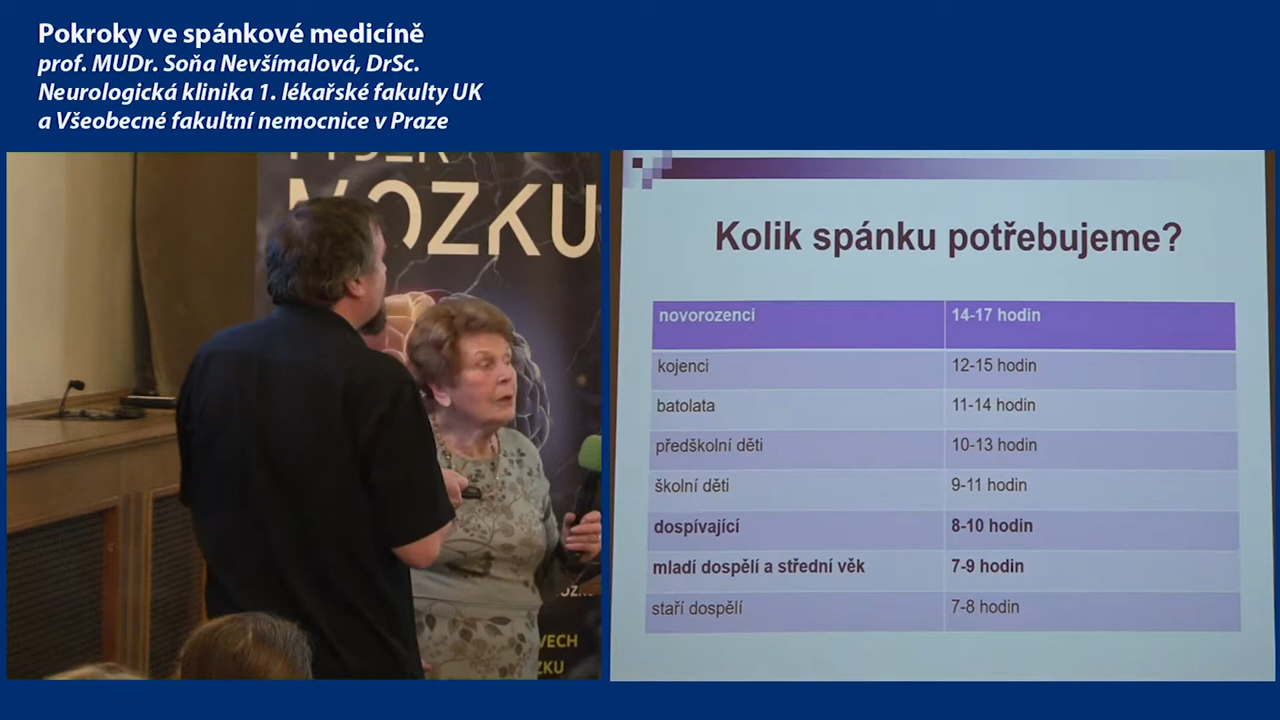 Pokroky ve spánkové medicíně
prof. MUDr. Soňa Nevšímalová, DrSc.
Neurologická klinika 1. lékařské fakulty UK
a Všeobecné fakultní nemocnice v Praze
MOZKU
VECH
ZKU
Kolik spánku potřebujeme?
novorozenci 14-17 hodin
kojenci 12-15 hodin
batolata 11-14 hodin
předškolní děti 10-13 hodin
školní děti 9-11 hodin
dospívající 8-10 hodin
mladí dospělí a střední věk 7-9 hodin
staří dospělí 7-8 hodin